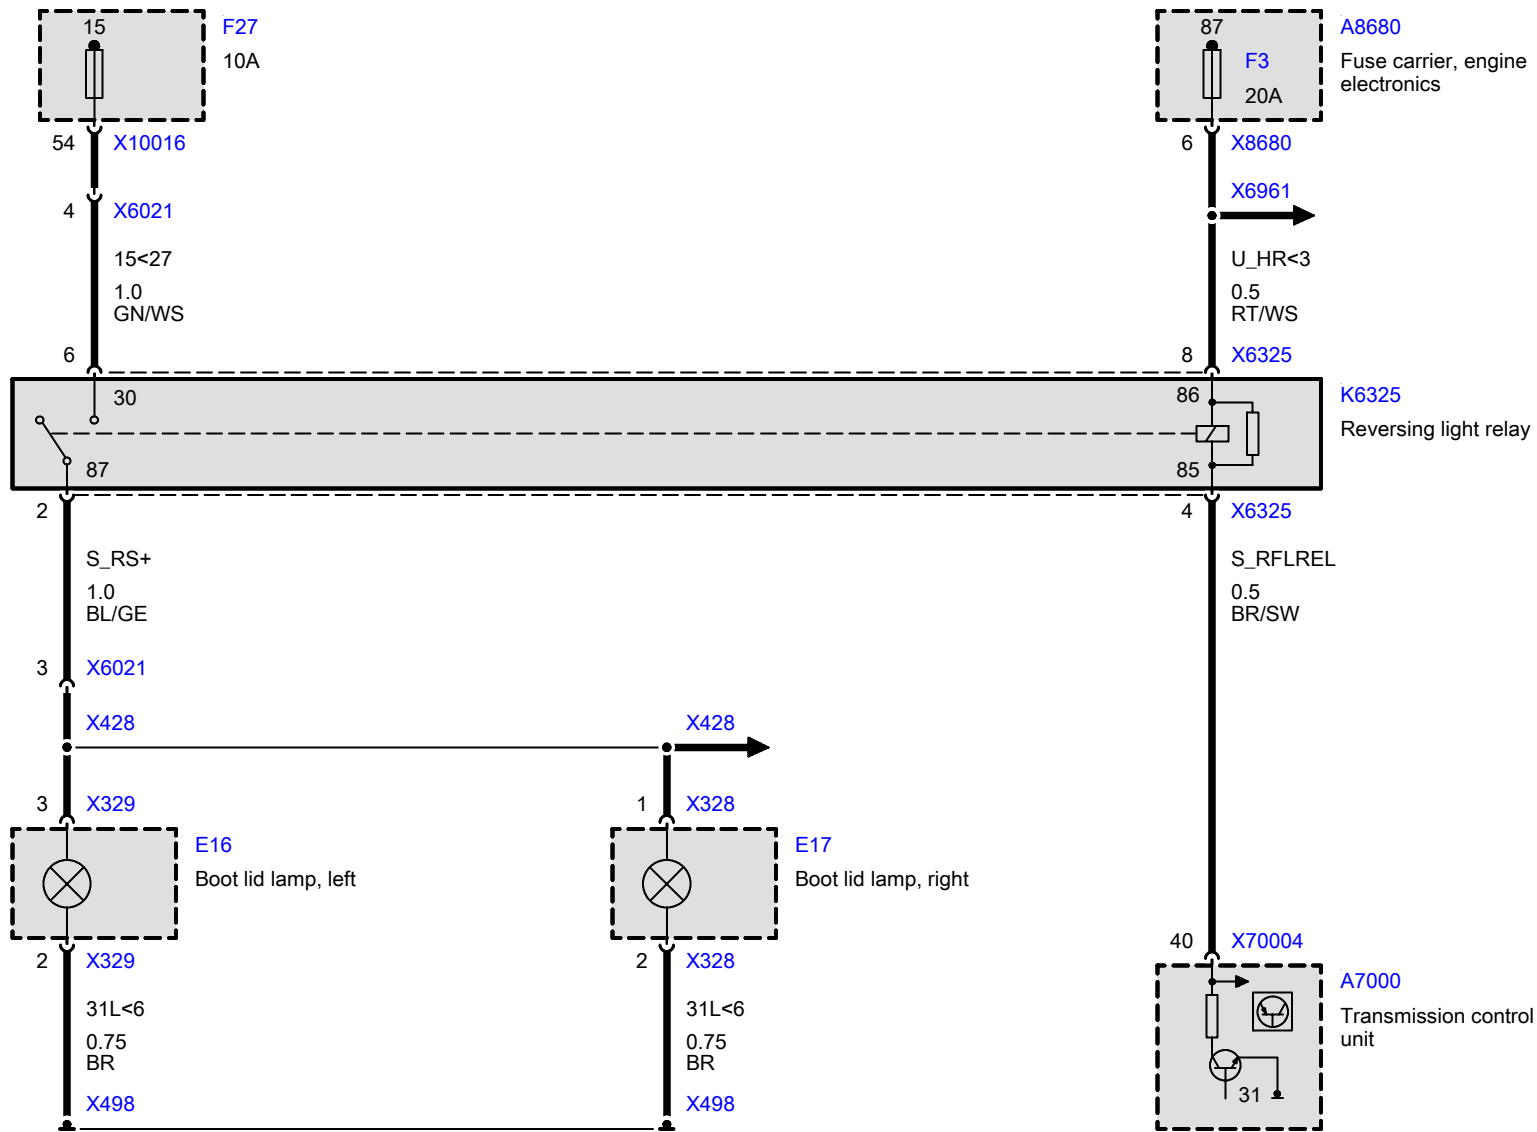 15
F27
10A
87
F3
20A
A8680
Fuse carrier, engine
electronics
54
X10016
6
X8680
X6961
4
X6021
15<27
1.0
GN/WS
U_HR<3
0.5
RT/WS
6
8
X6325
30
86
K6325
Reversing light relay
87
85
2
4
X6325
S_RS+
1.0
BL/GE
S_RFLREL
0.5
BR/SW
3
X6021
X428
X428
3
X329
1
X328
E16
Boot lid lamp, left
E17
Boot lid lamp, right
2
X329
2
X328
40
X70004
A7000
Transmission control
unit
31L<6
0.75
BR
31L<6
0.75
BR
31
X498
X498